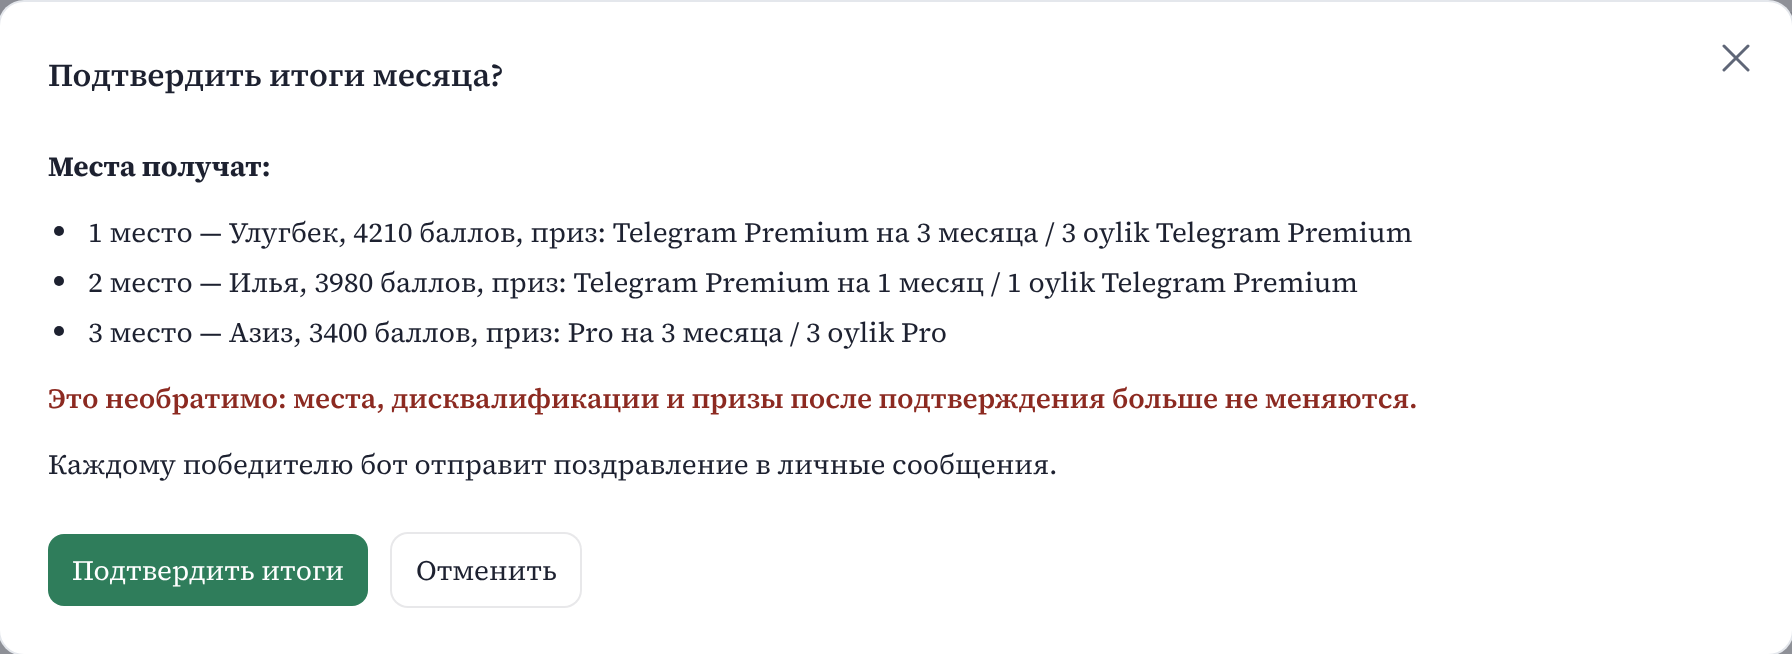 Подтвердить итоги месяца?
Места получат:
• 1 место — Улугбек, 4210 баллов, приз: Telegram Premium на 3 месяца / 3 oylik Telegram Premium
• 2 место — Илья, 3980 баллов, приз: Telegram Premium на 1 месяц / 1 oylik Telegram Premium
• 3 место — Азиз, 3400 баллов, приз: Pro на 3 месяца / 3 oylik Pro
Это необратимо: места, дисквалификации и призы после подтверждения больше не меняются.
Каждому победителю бот отправит поздравление в личные сообщения.
Подтвердить итоги
Отменить